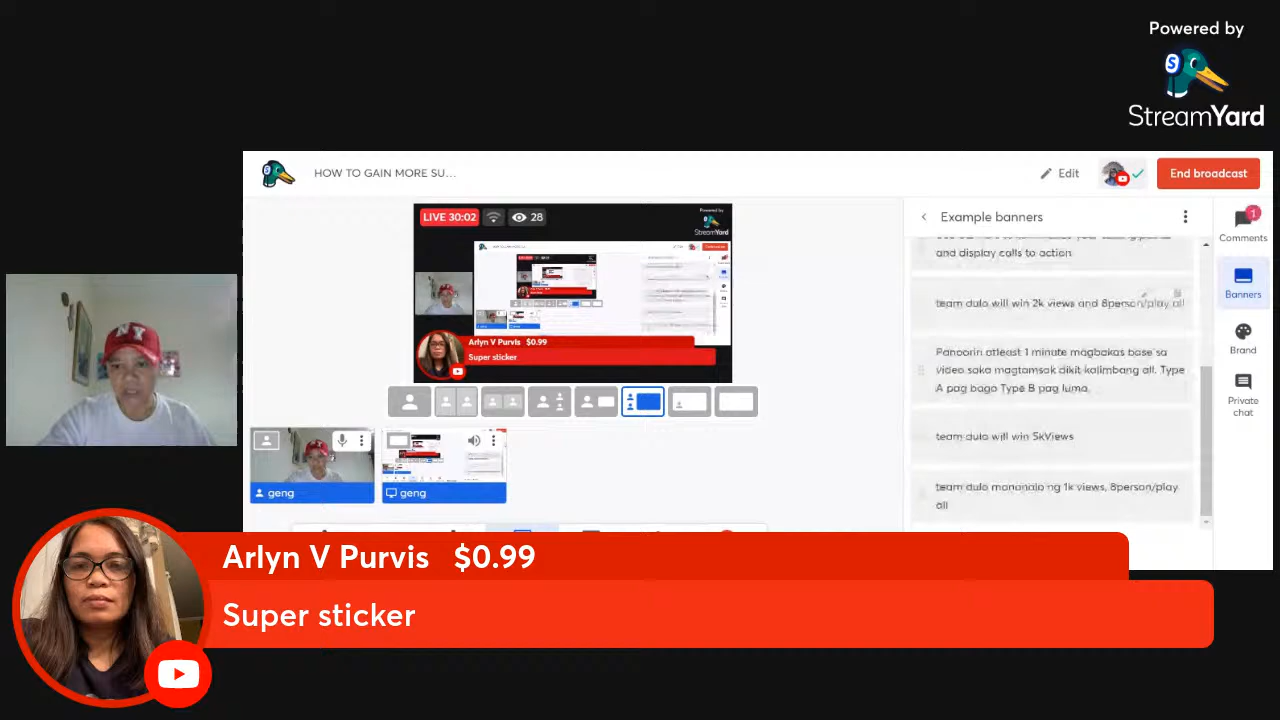 Powered by
StreamYard
HOW TO GAIN MORE SU...
Edit
End broadcast
LIVE 30:02
28
Powered by
StreamYard
Arlyn V Purvis $0.99
Super sticker
geng
geng
Example banners
and display calls to action
team dulo will win 2k views and 8person/play all
Panoorin atleast 1 minute magbakas base sa
video saka magtamsak dikit kalimbang all. Type
A pag bago Type B pag luma.
team dulo will win 5kViews
team dulo mananalo ng 1k views, 8person/play
all
1
Comments
Banners
Brand
Private
chat
Arlyn V Purvis $0.99
Super sticker